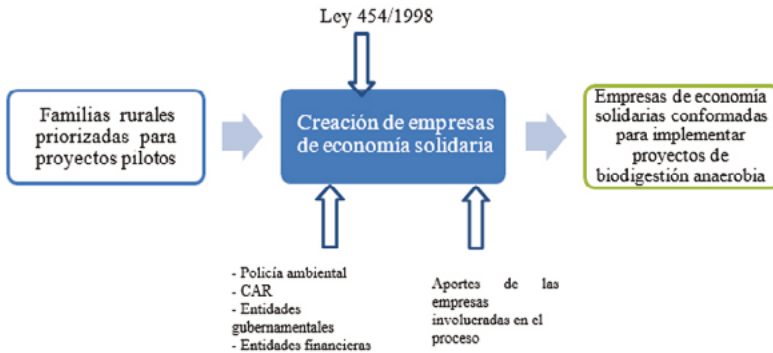 Ley 454/1998
Familias rurales
priorizadas para
proyectos pilotos
Creación de empresas
de economía solidaria
Empresas de economía
solidarias conformadas
para implementar
proyectos de
biodigestión anaerobia
- Policía ambiental
- CAR
- Entidades
gubernamentales
- Entidades financieras
Aportes de las
empresas
involucradas en el
proceso